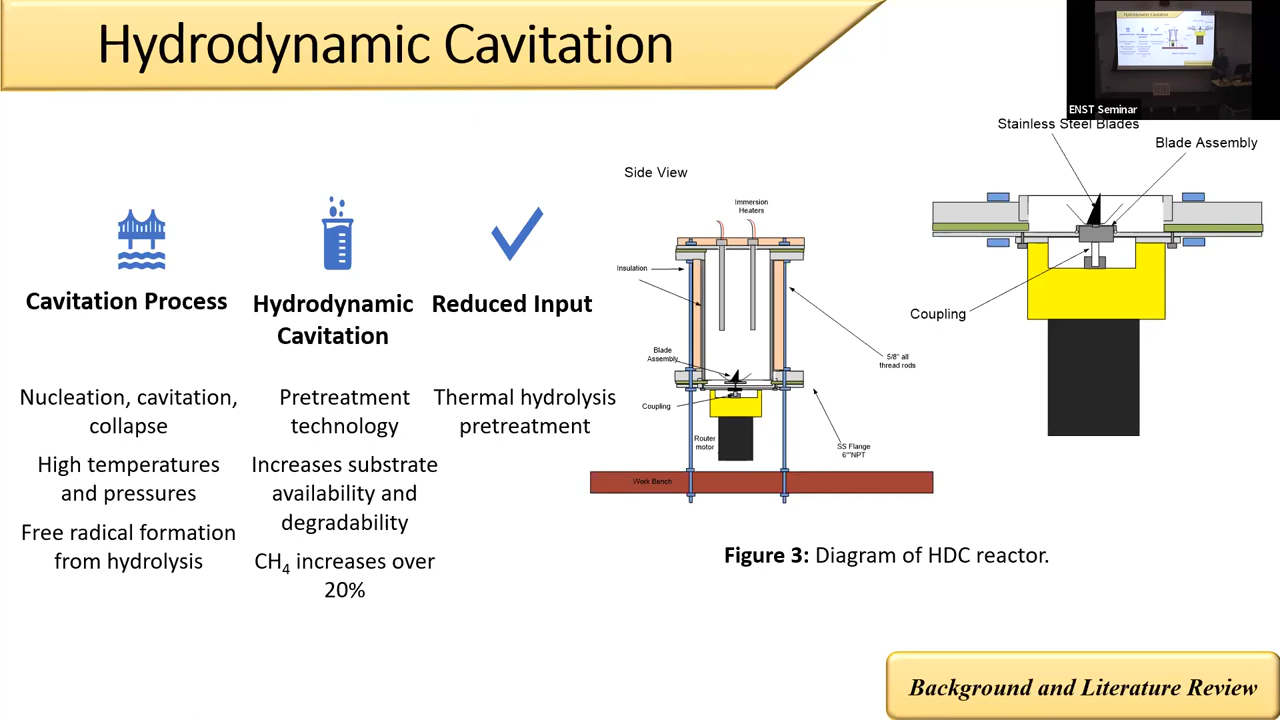 Hydrodynamic Cavitation
ENST Seminar
Cavitation Process
Nucleation, cavitation,
collapse
High temperatures
and pressures
Free radical formation
from hydrolysis
Hydrodynamic
Cavitation
Pretreatment
technology
Increases substrate
availability and
degradability
CH₄ increases over
20%
Reduced Input
Thermal hydrolysis
pretreatment
Side View
Immersion
Heaters
Insulation
Blade
Assembly
Coupling
Router
motor
Work Bench
5/8" all
thread rods
SS Flange
6""NPT
Stainless Steel Blades
Blade Assembly
Coupling
Figure 3: Diagram of HDC reactor.
Background and Literature Review